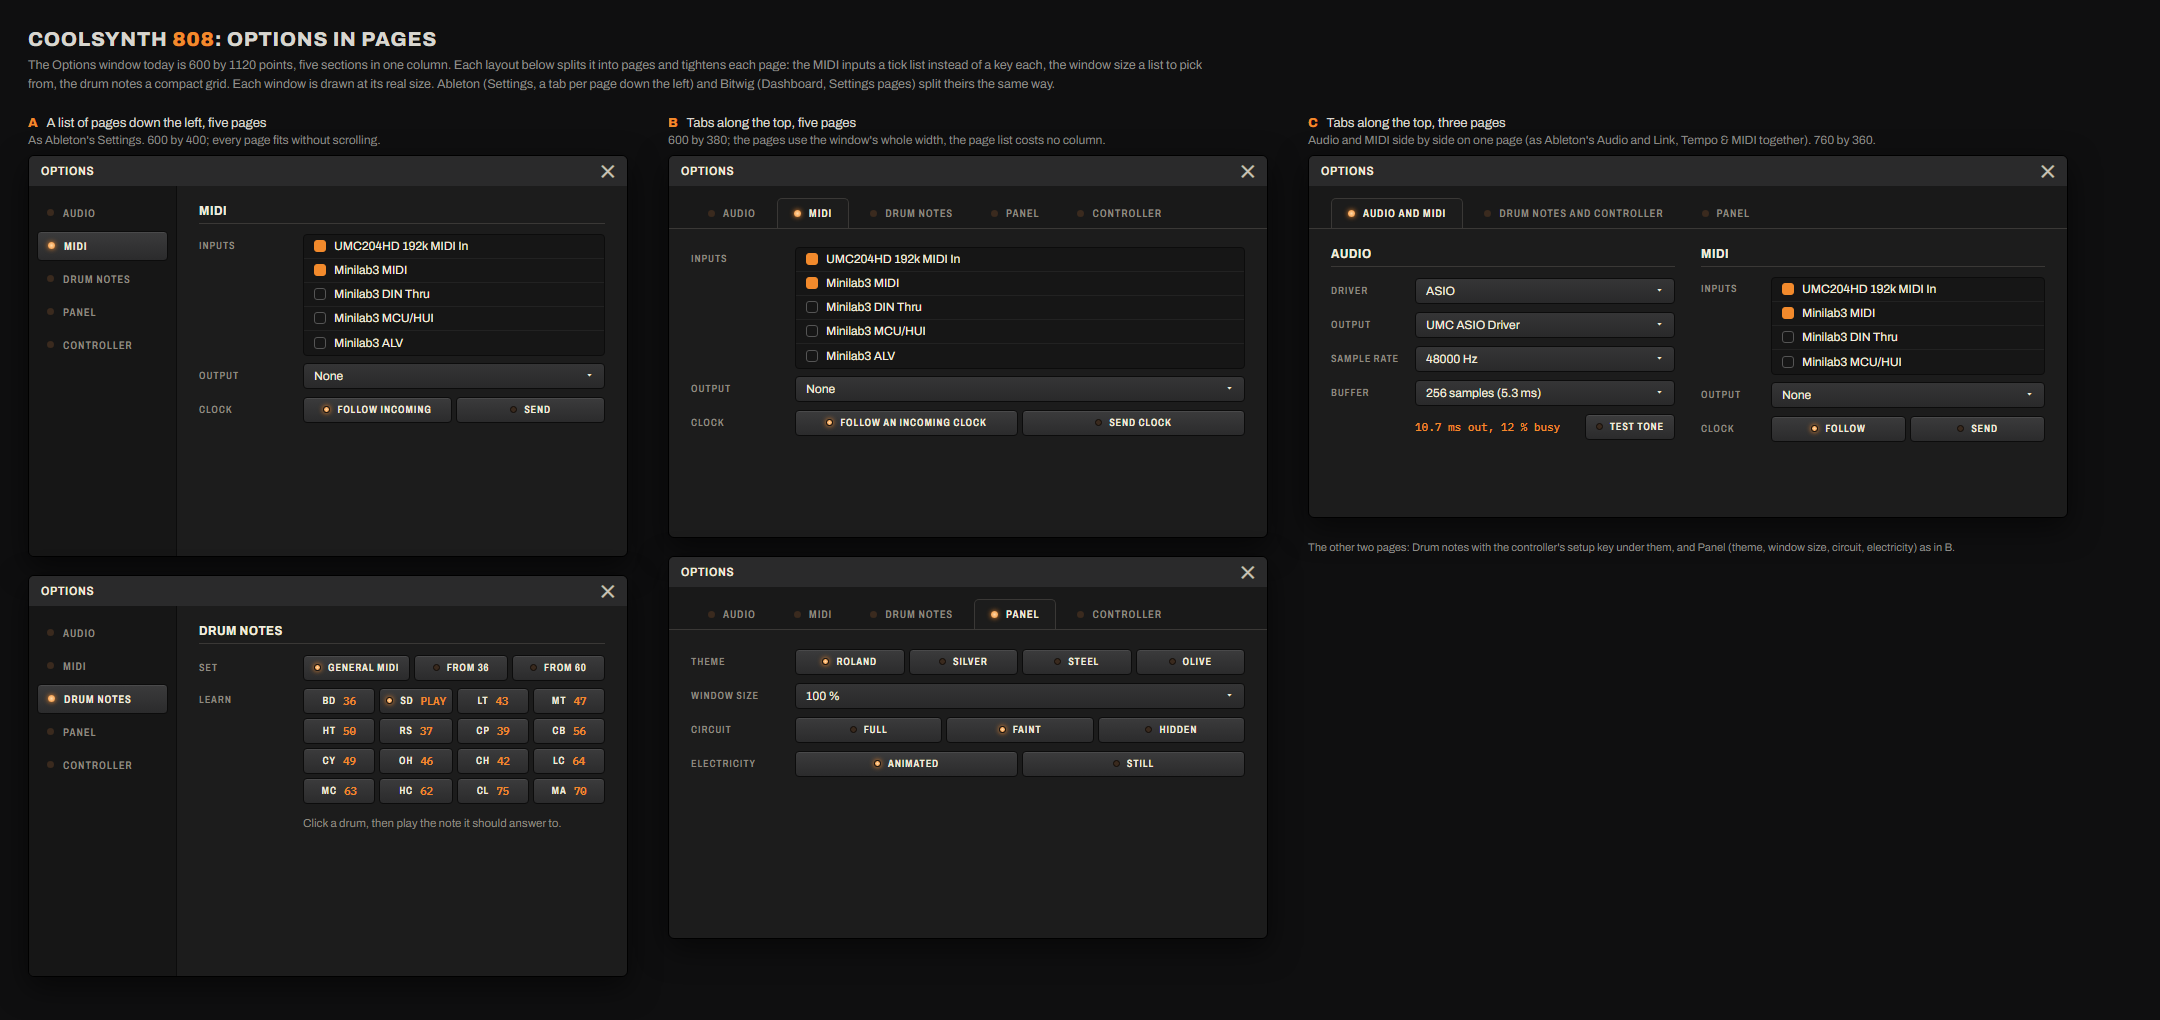 COOLSYNTH 808: OPTIONS IN PAGES
The Options window today is 600 by 1120 points, five sections in one column. Each layout below splits it into pages and tightens each page: the MIDI inputs a tick list instead of a key each, the window size a list to pick
from, the drum notes a compact grid. Each window is drawn at its real size. Ableton (Settings, a tab per page down the left) and Bitwig (Dashboard, Settings pages) split theirs the same way.
A A list of pages down the left, five pages
As Ableton's Settings. 600 by 400; every page fits without scrolling.
OPTIONS
AUDIO
MIDI
DRUM NOTES
PANEL
CONTROLLER
MIDI
INPUTS
UMC204HD 192k MIDI In
Minilab3 MIDI
Minilab3 DIN Thru
Minilab3 MCU/HUI
Minilab3 ALV
OUTPUT None
CLOCK FOLLOW INCOMING SEND
OPTIONS
AUDIO
MIDI
DRUM NOTES
PANEL
CONTROLLER
DRUM NOTES
SET GENERAL MIDI FROM 36 FROM 60
LEARN BD 36 SD PLAY LT 43 MT 47
HT 50 RS 37 CP 39 CB 56
CY 49 OH 46 CH 42 LC 64
MC 63 HC 62 CL 75 MA 70
Click a drum, then play the note it should answer to.
B Tabs along the top, five pages
600 by 380; the pages use the window's whole width, the page list costs no column.
OPTIONS
AUDIO MIDI DRUM NOTES PANEL CONTROLLER
INPUTS
UMC204HD 192k MIDI In
Minilab3 MIDI
Minilab3 DIN Thru
Minilab3 MCU/HUI
Minilab3 ALV
OUTPUT None
CLOCK FOLLOW AN INCOMING CLOCK SEND CLOCK
OPTIONS
AUDIO MIDI DRUM NOTES PANEL CONTROLLER
THEME ROLAND SILVER STEEL OLIVE
WINDOW SIZE 100 %
CIRCUIT FULL FAINT HIDDEN
ELECTRICITY ANIMATED STILL
C Tabs along the top, three pages
Audio and MIDI side by side on one page (as Ableton's Audio and Link, Tempo & MIDI together). 760 by 360.
OPTIONS
AUDIO AND MIDI DRUM NOTES AND CONTROLLER PANEL
AUDIO
DRIVER ASIO
OUTPUT UMC ASIO Driver
SAMPLE RATE 48000 Hz
BUFFER 256 samples (5.3 ms)
10.7 ms out, 12 % busy TEST TONE
MIDI
INPUTS
UMC204HD 192k MIDI In
Minilab3 MIDI
Minilab3 DIN Thru
Minilab3 MCU/HUI
OUTPUT None
CLOCK FOLLOW SEND
The other two pages: Drum notes with the controller's setup key under them, and Panel (theme, window size, circuit, electricity) as in B.